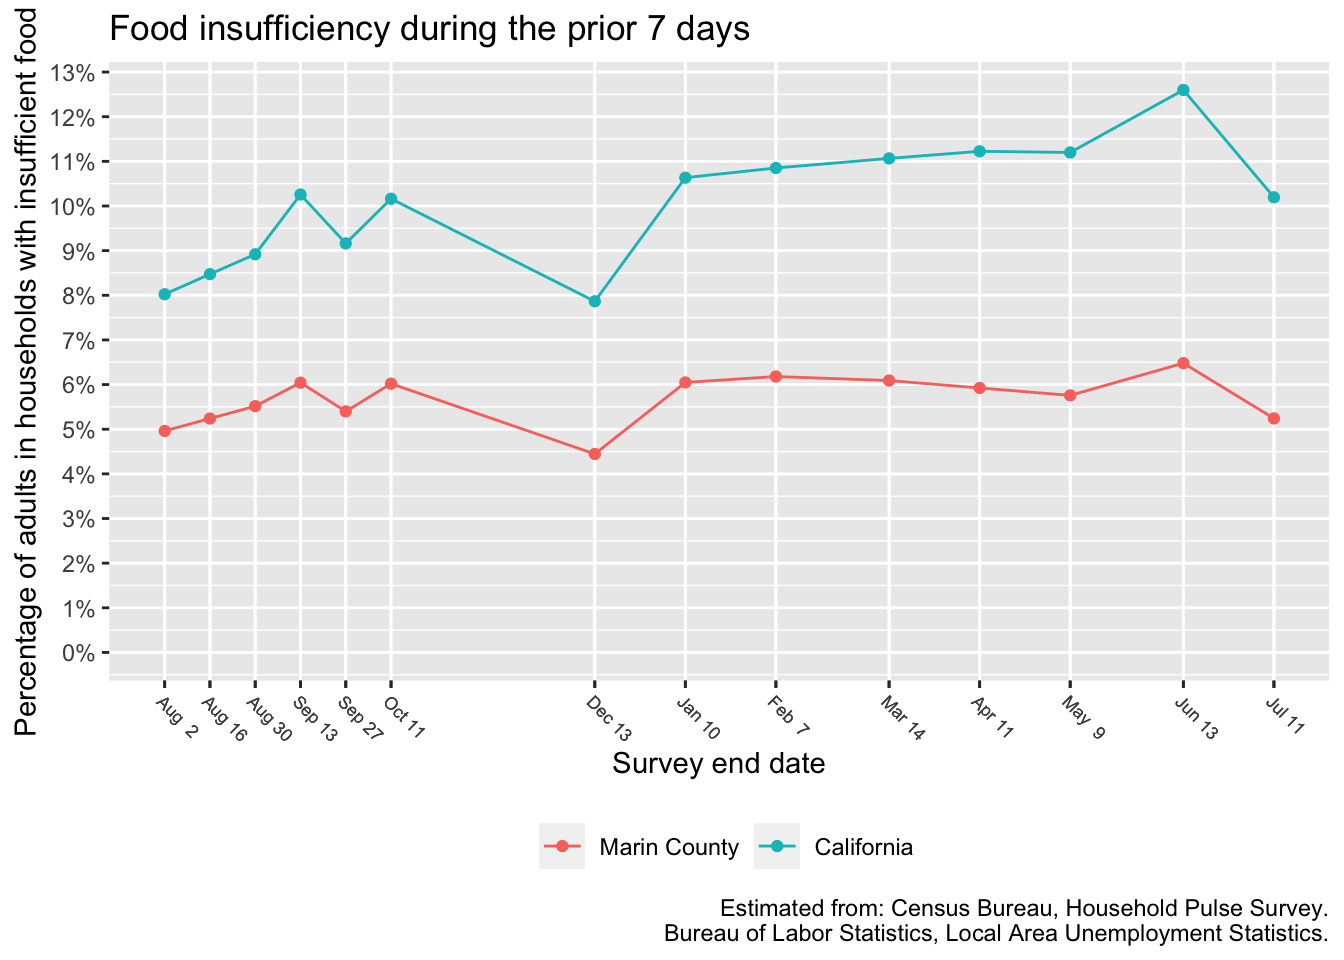 Food insufficiency during the prior 7 days
Percentage of adults in households with insufficient food
13%
12%
11%
10%
9%
8%
7%
6%
5%
4%
3%
2%
1%
0%
Aug 2
Aug 16
Aug 30
Sep 13
Sep 27
Oct 11
Dec 13
Jan 10
Feb 7
Mar 14
Apr 11
May 9
Jun 13
Jul 11
Survey end date
Marin County
California
Estimated from: Census Bureau, Household Pulse Survey.
Bureau of Labor Statistics, Local Area Unemployment Statistics.